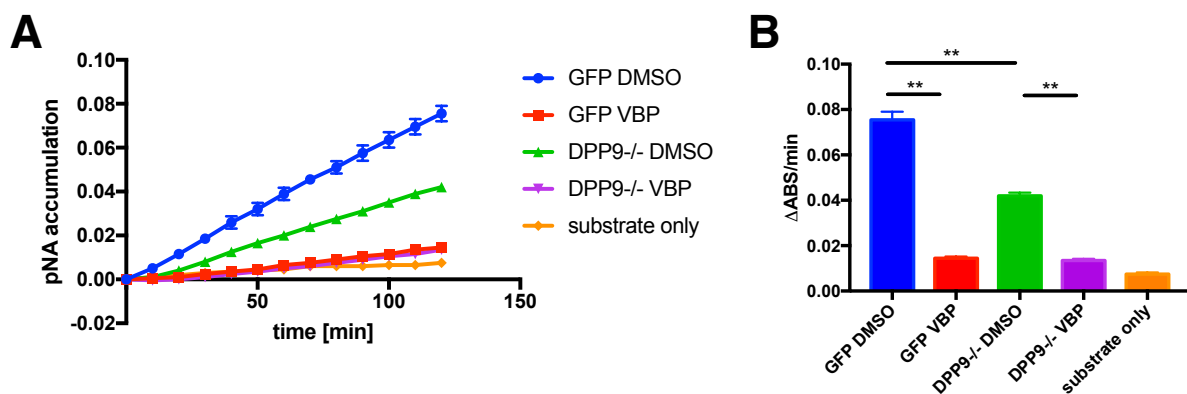 A
pNA accumulation
0.10
0.08
0.06
0.04
0.02
0.00
-0.02
50
100
150
time [min]
GFP DMSO
GFP VBP
DPP9-/- DMSO
DPP9-/- VBP
substrate only
B
ΔABS/min
0.10
0.08
0.06
0.04
0.02
0.00
**
**
**
GFP DMSO
GFP VBP
DPP9-/- DMSO
DPP9-/- VBP
substrate only